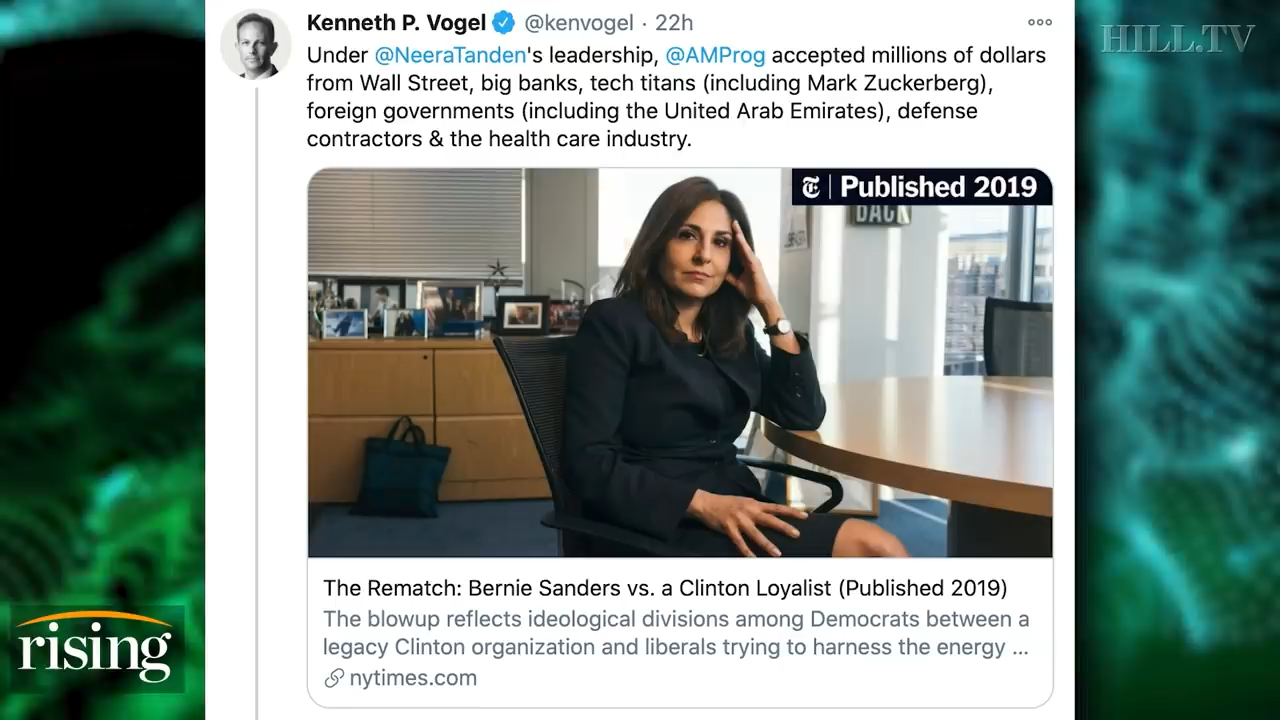 Kenneth P. Vogel @kenvogel · 22h
HILL.TV
Under @NeeraTanden's leadership, @AMProg accepted millions of dollars
from Wall Street, big banks, tech titans (including Mark Zuckerberg),
foreign governments (including the United Arab Emirates), defense
contractors & the health care industry.
T | Published 2019
BACK
The Rematch: Bernie Sanders vs. a Clinton Loyalist (Published 2019)
The blowup reflects ideological divisions among Democrats between a
legacy Clinton organization and liberals trying to harness the energy ...
nytimes.com
rising